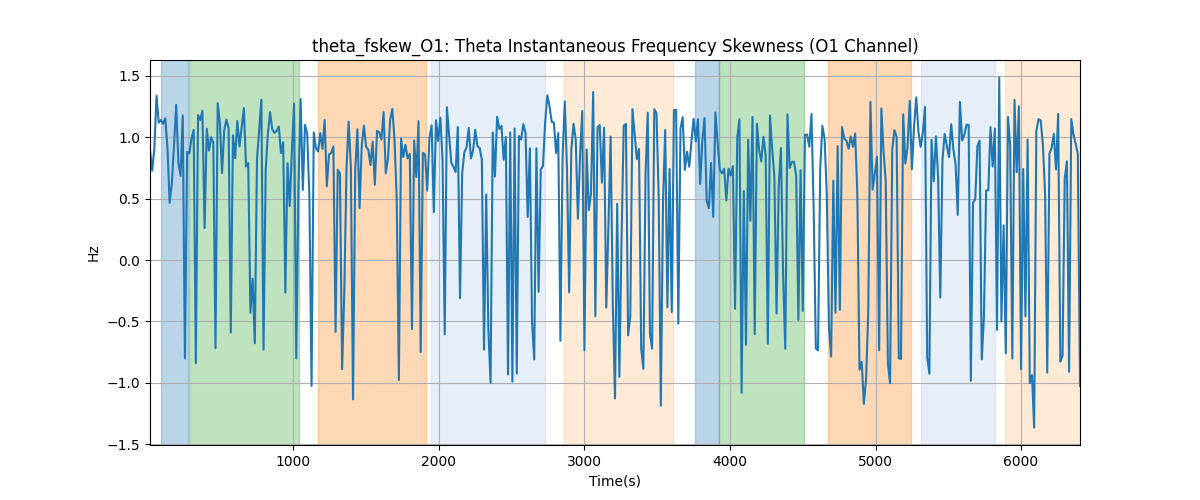 theta_fskew_O1: Theta Instantaneous Frequency Skewness (O1 Channel)
1.5
1.0
0.5
0.0
−0.5
−1.0
−1.5
Hz
1000 2000 3000 4000 5000 6000
Time(s)